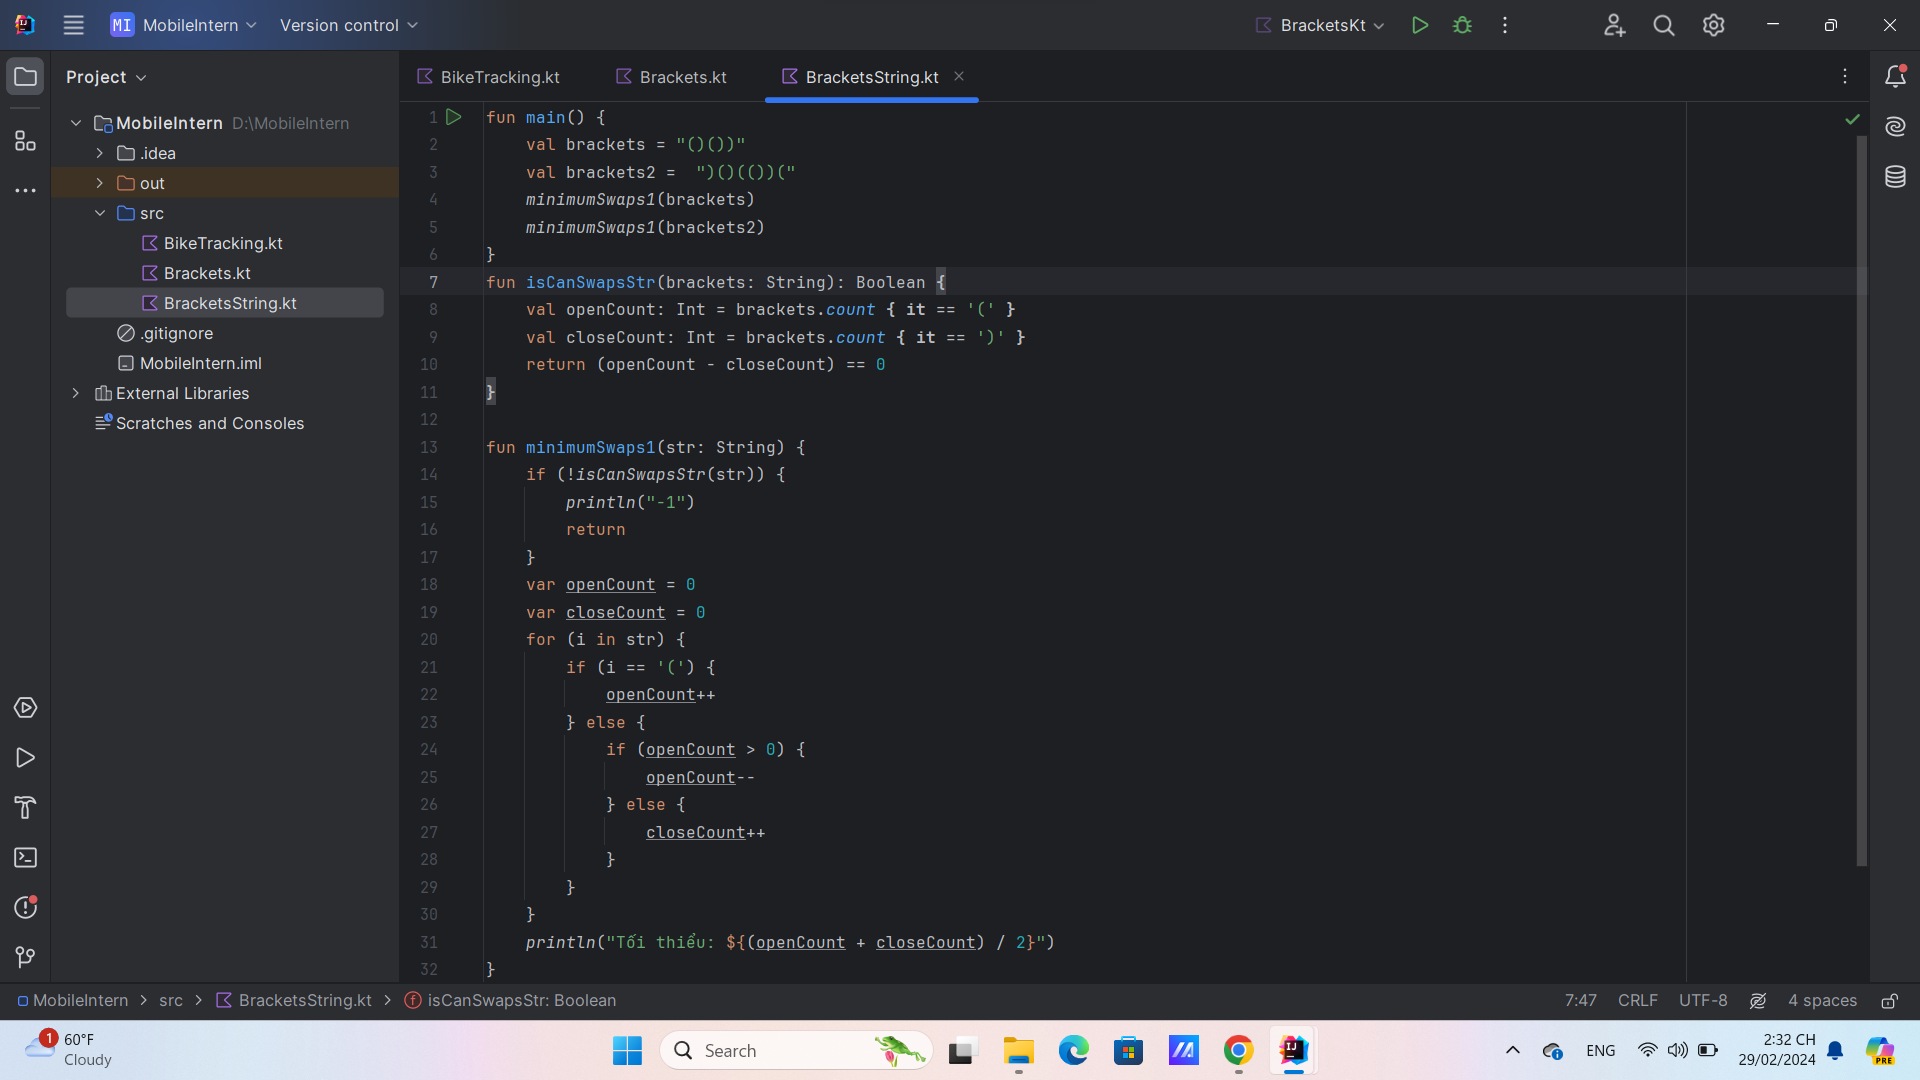 MI MobileIntern Version control BracketsKt
Project
BikeTracking.kt Brackets.kt BracketsString.kt
MobileIntern D:\MobileIntern
.idea
out
src
BikeTracking.kt
Brackets.kt
BracketsString.kt
.gitignore
MobileIntern.iml
External Libraries
Scratches and Consoles
1 fun main() {
2 val brackets = "()())"
3 val brackets2 =  ")()(())("
4 minimumSwaps1(brackets)
5 minimumSwaps1(brackets2)
6 }
7 fun isCanSwapsStr(brackets: String): Boolean {
8 val openCount: Int = brackets.count { it == '(' }
9 val closeCount: Int = brackets.count { it == ')' }
10 return (openCount - closeCount) == 0
11 }
12
13 fun minimumSwaps1(str: String) {
14 if (!isCanSwapsStr(str)) {
15 println("-1")
16 return
17 }
18 var openCount = 0
19 var closeCount = 0
20 for (i in str) {
21 if (i == '(') {
22 openCount++
23 } else {
24 if (openCount > 0) {
25 openCount--
26 } else {
27 closeCount++
28 }
29 }
30 }
31 println("Tối thiểu: ${(openCount + closeCount) / 2}")
32 }
MobileIntern > src > BracketsString.kt > isCanSwapsStr: Boolean
7:47 CRLF UTF-8 4 spaces
1 60°F
Cloudy
Search
ENG
2:32 CH
29/02/2024
PRE